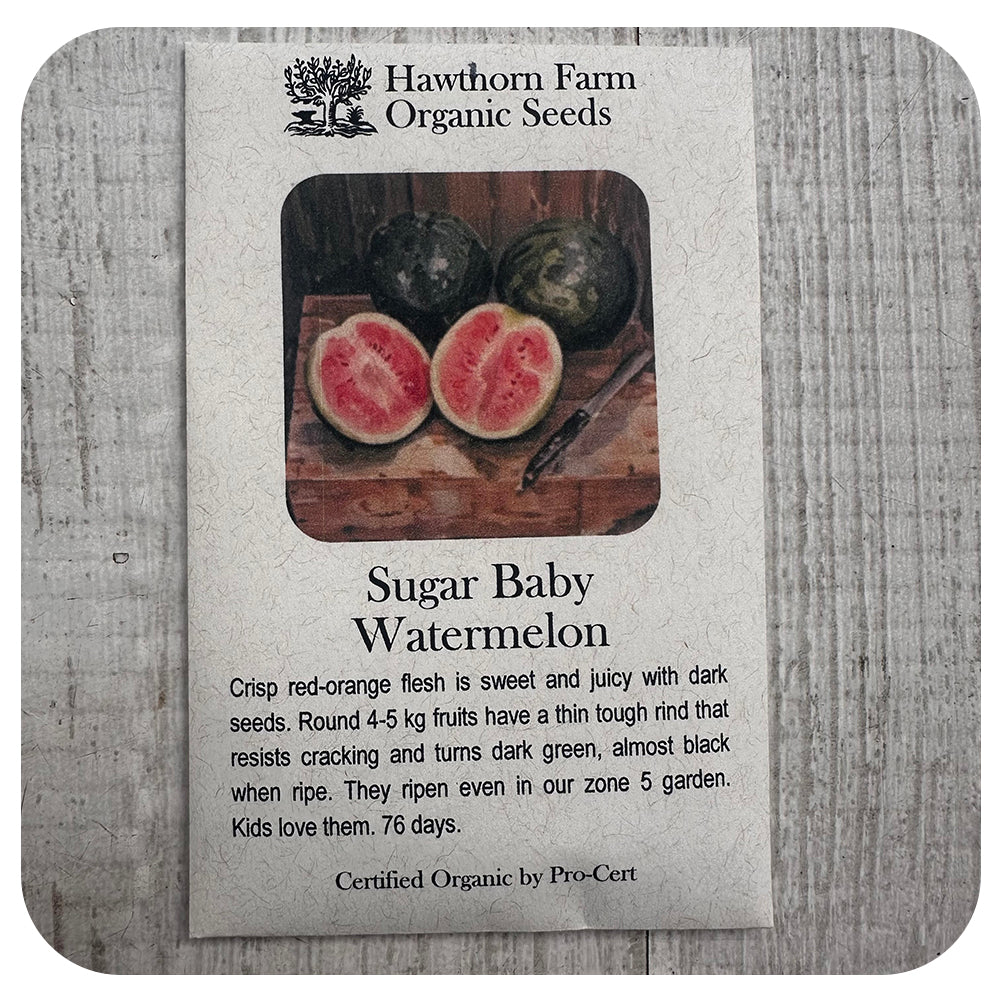 Hawthorn Farm
Organic Seeds
Sugar Baby
Watermelon
Crisp red-orange flesh is sweet and juicy with dark
seeds. Round 4-5 kg fruits have a thin tough rind that
resists cracking and turns dark green, almost black
when ripe. They ripen even in our zone 5 garden.
Kids love them. 76 days.
Certified Organic by Pro-Cert